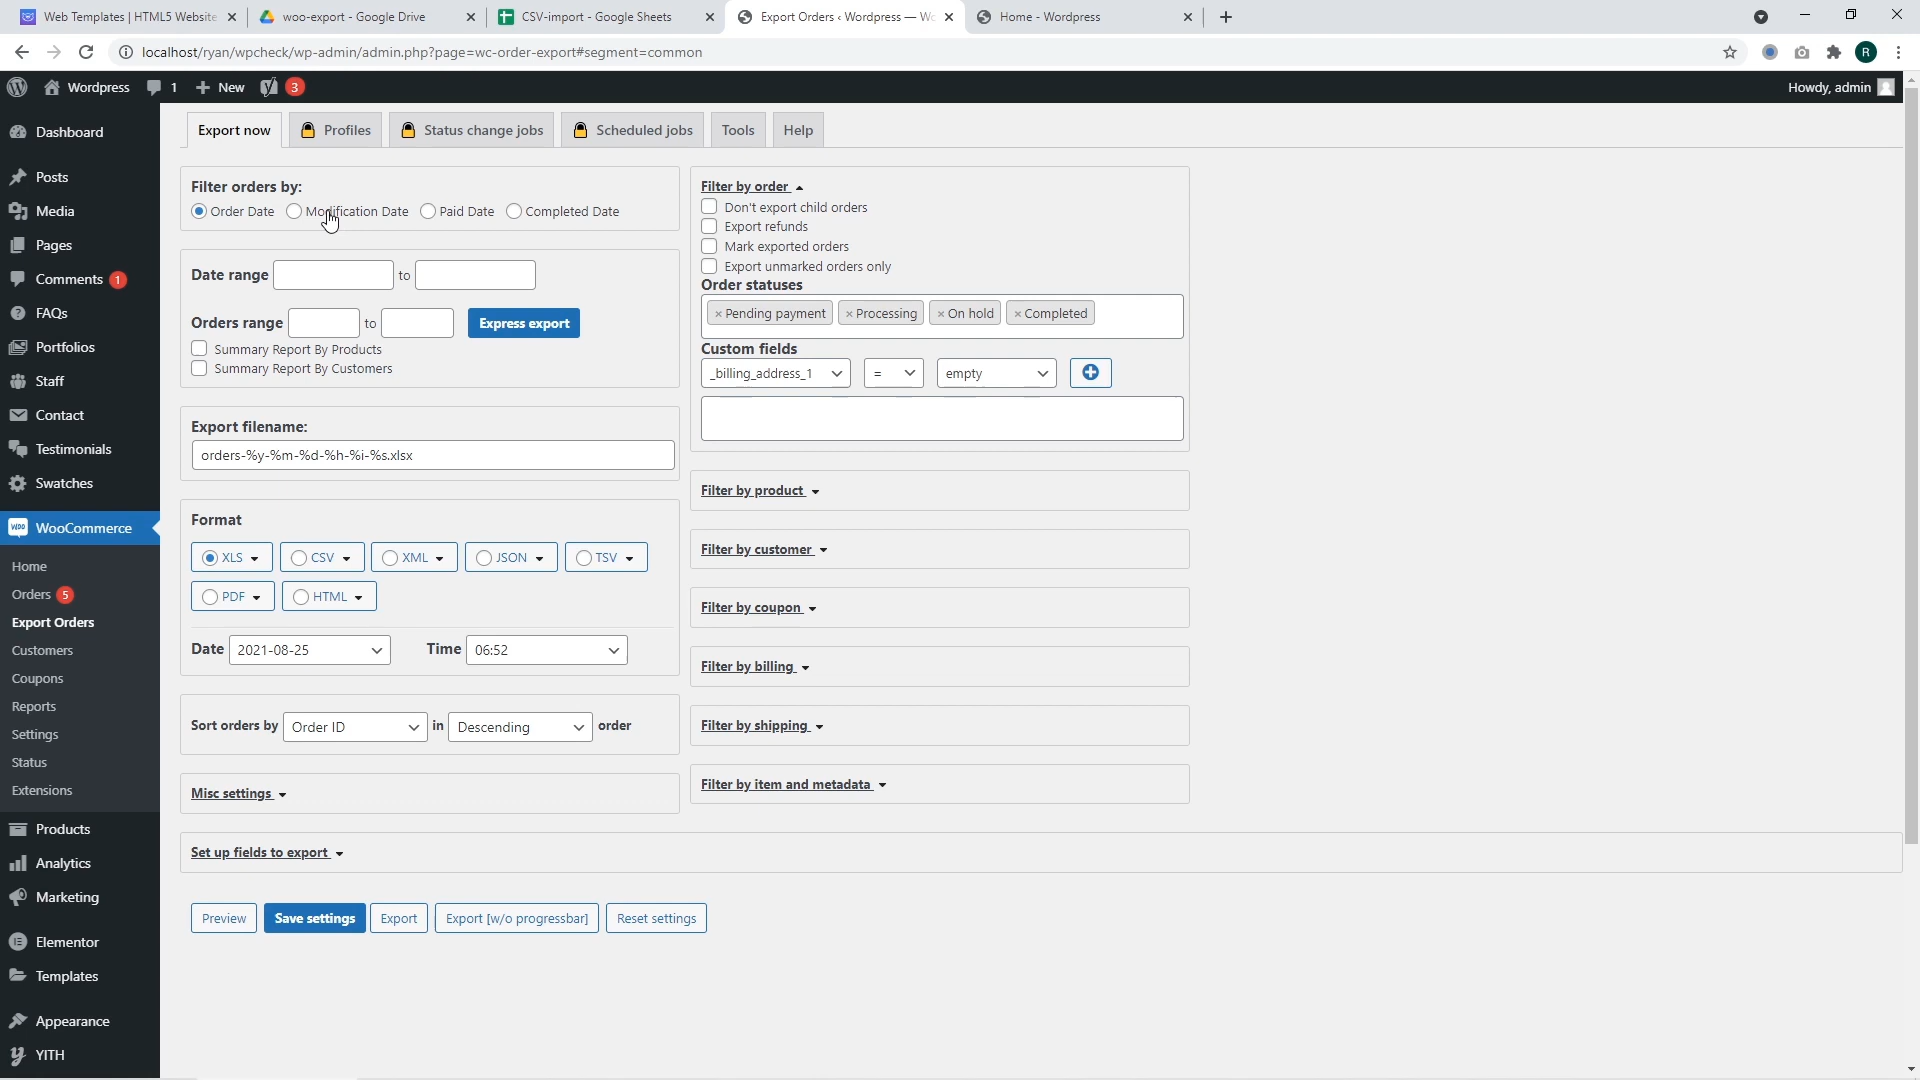 Web Templates | HTML5 Website
woo-export - Google Drive
CSV-import - Google Sheets
Export Orders ‹ Wordpress — Wo
Home - Wordpress
localhost/ryan/wpcheck/wp-admin/admin.php?page=wc-order-export#segment=common
R
Wordpress
1
New
3
Howdy, admin
Dashboard
Posts
Media
Pages
Comments 1
FAQs
Portfolios
Staff
Contact
Testimonials
Swatches
WooCommerce
Home
Orders 5
Export Orders
Customers
Coupons
Reports
Settings
Status
Extensions
Products
Analytics
Marketing
Elementor
Templates
Appearance
YITH
Export now
Profiles
Status change jobs
Scheduled jobs
Tools
Help
Filter orders by:
Order Date Modification Date Paid Date Completed Date
Date range to
Orders range to Express export
Summary Report By Products
Summary Report By Customers
Export filename:
orders-%y-%m-%d-%h-%i-%s.xlsx
Format
XLS CSV XML JSON TSV
PDF HTML
Date 2021-08-25 Time 06:52
Sort orders by Order ID in Descending order
Misc settings
Filter by order
Don't export child orders
Export refunds
Mark exported orders
Export unmarked orders only
Order statuses
× Pending payment × Processing × On hold × Completed
Custom fields
_billing_address_1 = empty
Filter by product
Filter by customer
Filter by coupon
Filter by billing
Filter by shipping
Filter by item and metadata
Set up fields to export
Preview Save settings Export Export [w/o progressbar] Reset settings